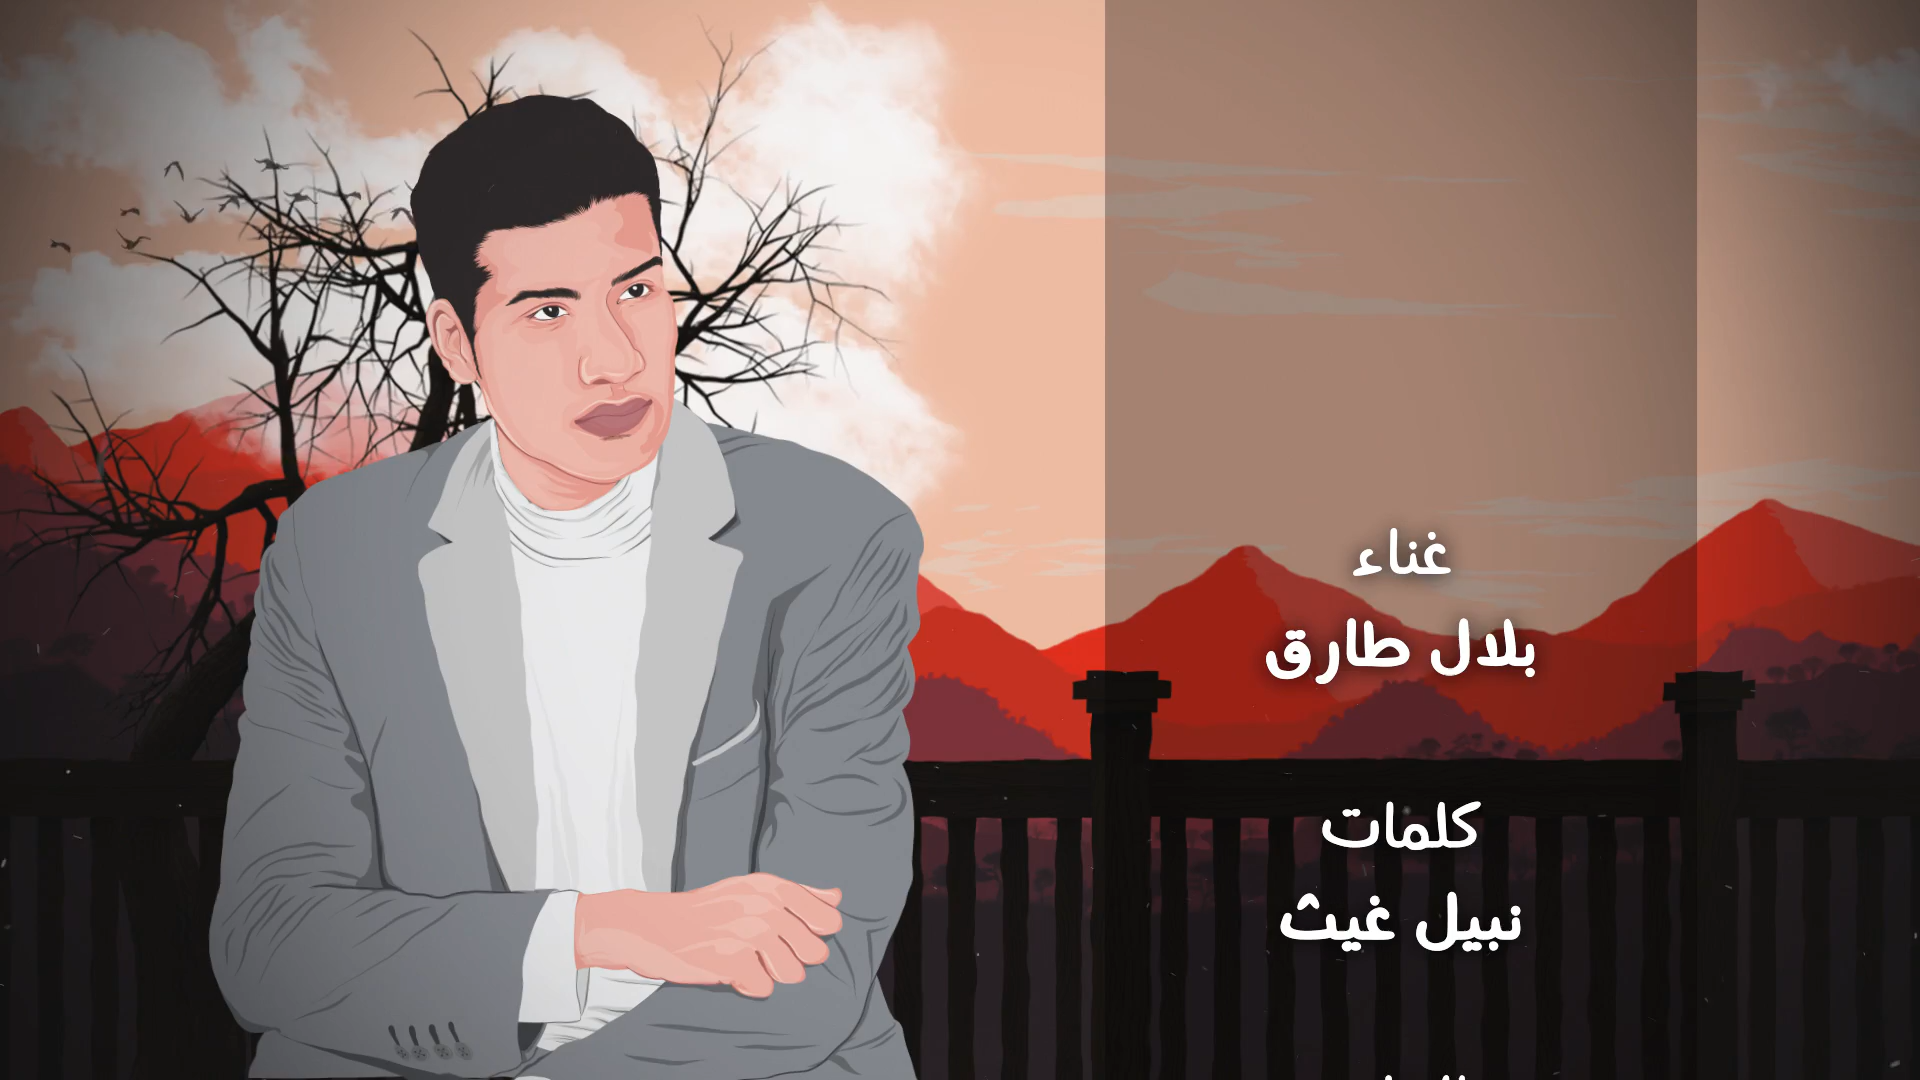 غناء
بلال طارق
كلمات
نبيل غيث